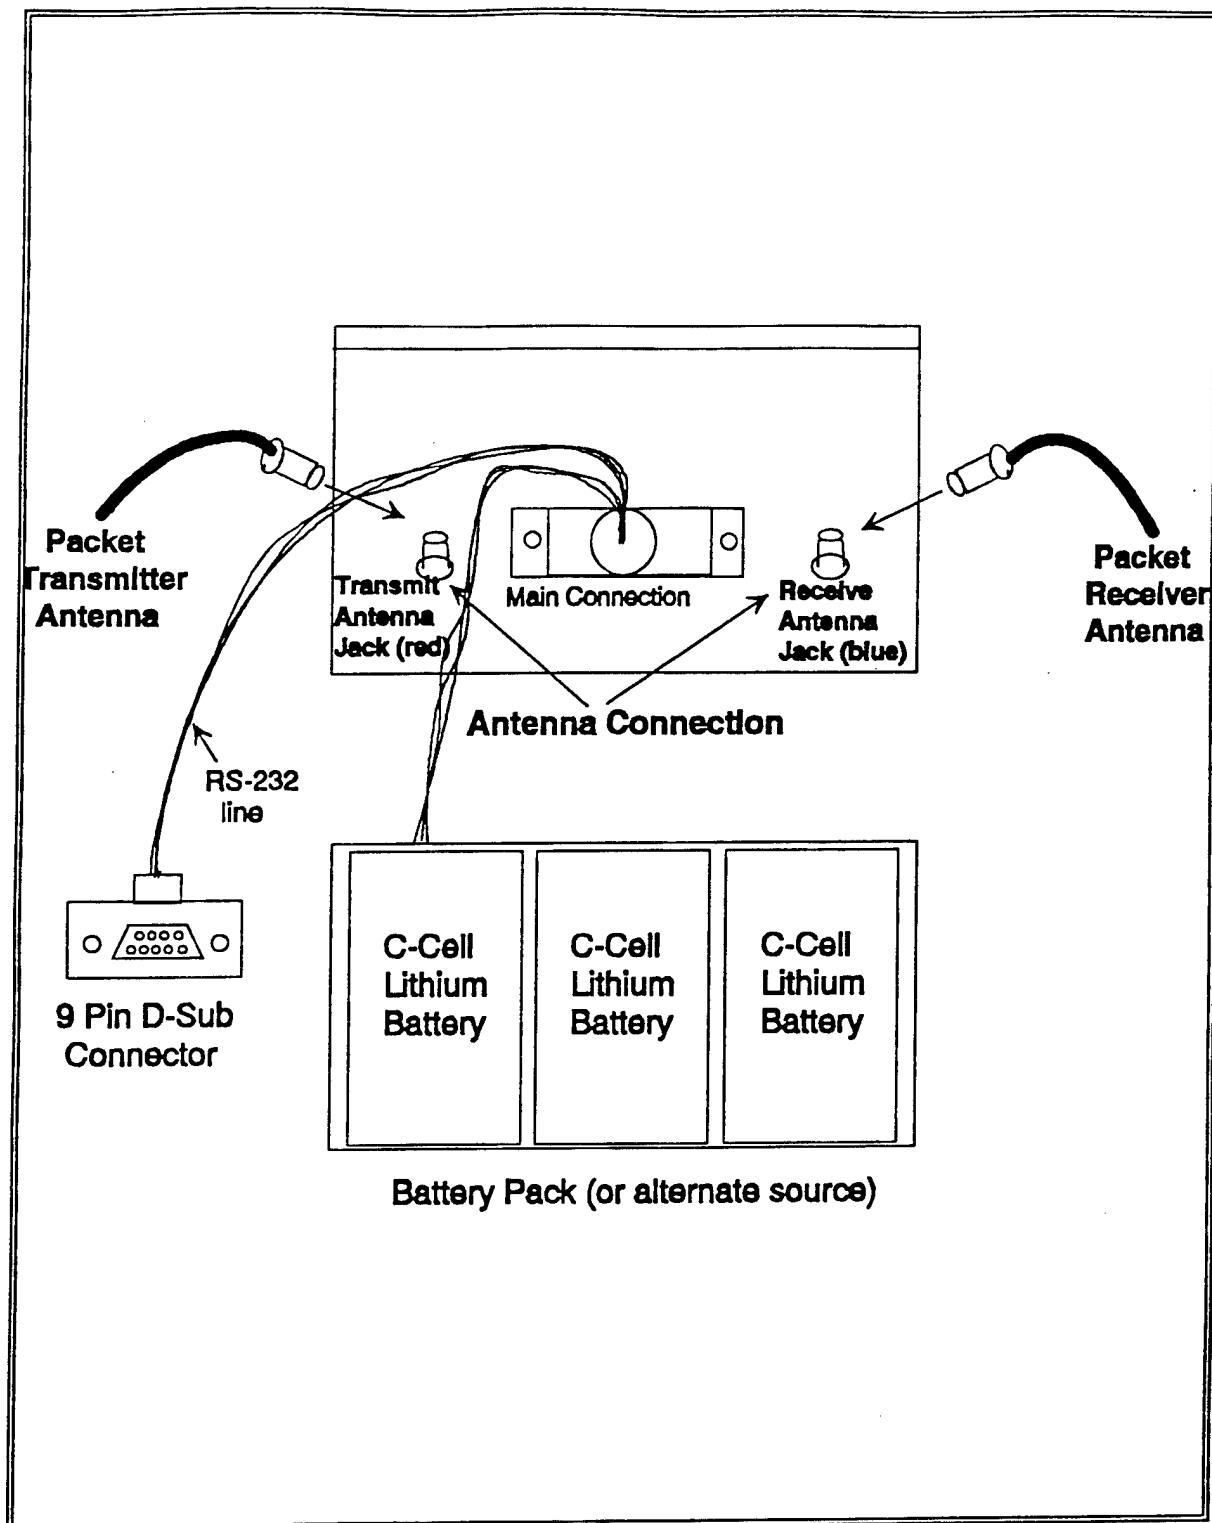 Packet
Transmitter
Antenna
Transmit
Antenna
Jack (red)
Main Connection
Receive
Antenna
Jack (blue)
Packet
Receiver
Antenna
Antenna Connection
RS-232
line
9 Pin D-Sub
Connector
C-Cell
Lithium
Battery
C-Cell
Lithium
Battery
C-Cell
Lithium
Battery
Battery Pack (or alternate source)